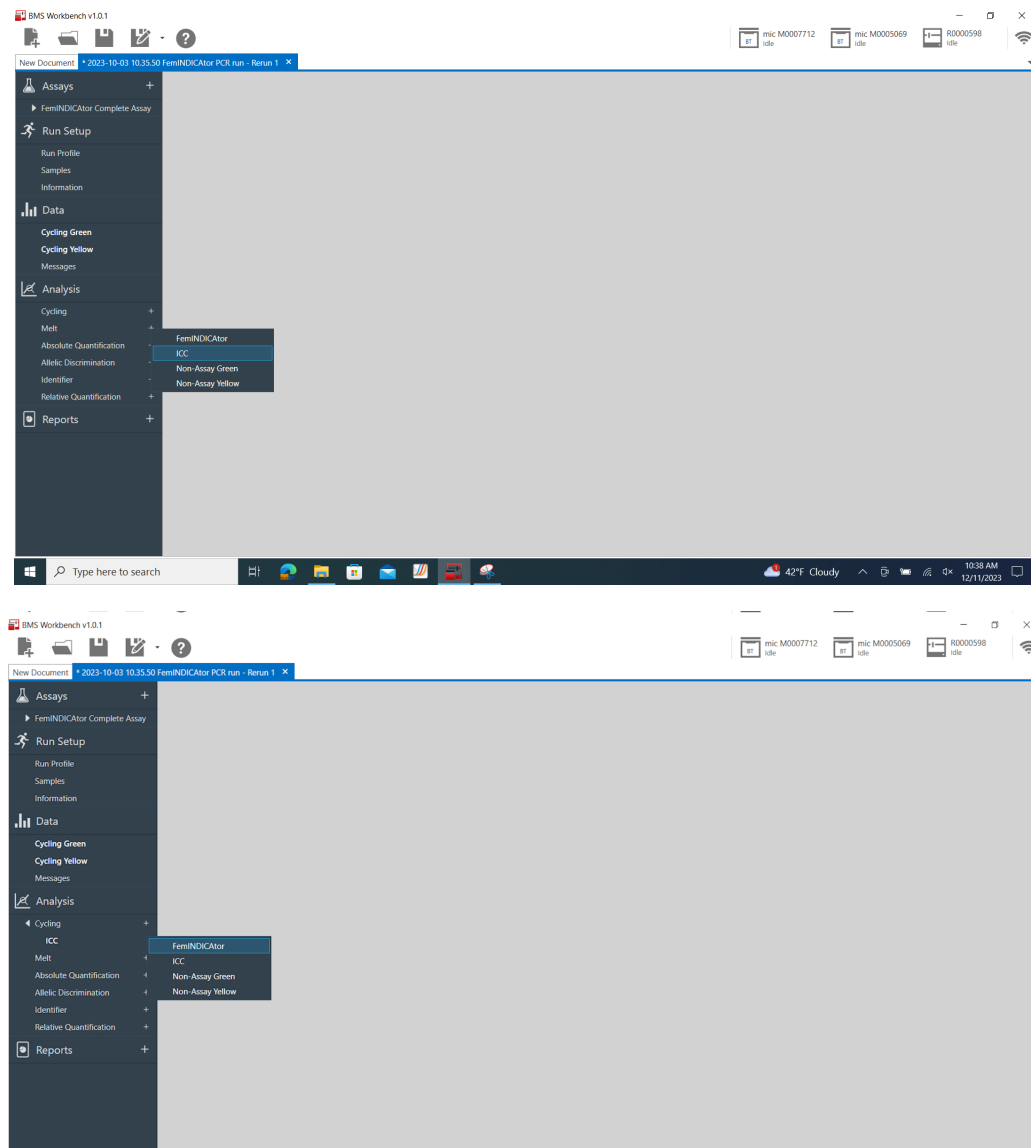 BMS Workbench v1.0.1
BT mic M0007712 Idle
BT mic M0005069 Idle
R0000598 Idle
New Document * 2023-10-03 10.35.50 FemINDICAtor PCR run - Rerun 1 ×
Assays +
FemINDICAtor Complete Assay
Run Setup
Run Profile
Samples
Information
Data
Cycling Green
Cycling Yellow
Messages
Analysis
Cycling +
Melt +
Absolute Quantification
Allelic Discrimination
Identifier
Relative Quantification +
FemINDICAtor
ICC
Non-Assay Green
Non-Assay Yellow
Reports +
Type here to search
1
42°F Cloudy
10:38 AM
12/11/2023
BMS Workbench v1.0.1
BT mic M0007712 Idle
BT mic M0005069 Idle
R0000598 Idle
New Document * 2023-10-03 10.35.50 FemINDICAtor PCR run - Rerun 1 ×
Assays +
FemINDICAtor Complete Assay
Run Setup
Run Profile
Samples
Information
Data
Cycling Green
Cycling Yellow
Messages
Analysis
Cycling +
ICC
Melt +
Absolute Quantification +
Allelic Discrimination +
Identifier +
Relative Quantification +
FemINDICAtor
ICC
Non-Assay Green
Non-Assay Yellow
Reports +